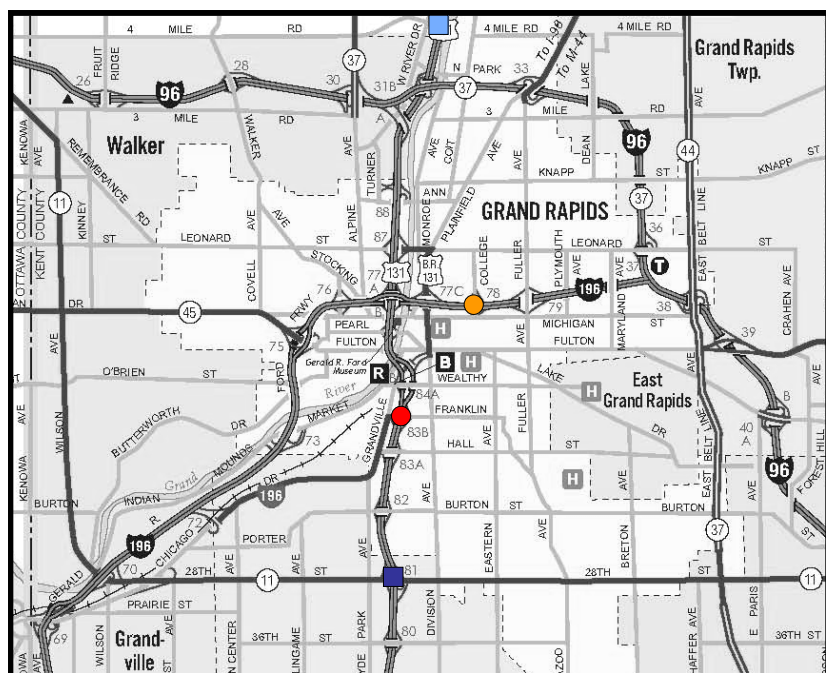 4 MILE RD
4 MILE RD
FRUIT RIDGE
28
37
W RIVER DR
To I-96
To M-44
Grand Rapids
Twp.
26
96
30
31B
N PARK
33
LAKE
AVE
A
37
3 MILE RD
3 MILE RD
Walker
WALKER
TURNER
AVE
COIT
AVE
DEAN
96
44
KENOWA
AVE
REMEMBRANCE RD
KNAPP ST
KNAPP ST
OTTAWA COUNTY
KENT COUNTY
11
KINNEY
AVE
88
ANN
PLAINFIELD
GRAND RAPIDS
37
36
EAST BELT LINE
LEONARD ST
COVELL AVE
ALPINE
87
MONROE
COLLEGE
FULLER
PLYMOUTH
AVE
LEONARD ST
STOCKING
131
B.R.
131
37
T
DR
76
77
A
77C
78
79
196
MARYLAND
38
CRAHEN AVE
45
FRWY
B
PEARL
FULTON
H
MICHIGAN ST
FULTON
39
75
FORD
Gerald R. Ford
Museum
R
B
H
O'BRIEN
WILSON
AVE
River
WEALTHY
LAKE
H
East
Grand Rapids
BUTTERWORTH DR
MARKET
GRANDVILLE
84A
FRANKLIN
83B
FULLER
DR
B
40
A
73
HALL ST
Grand
MOUNDS
83A
H
EAST BELT LINE
96
FOREST HILL
KENOWA
INDIAN
DR
196
BURTON
R.
CHICAGO
72
82
AVE
BURTON ST
EASTERN
BRETON
BURTON
ST
196
PORTER
AVE
AVE
37
GERALD
70
28TH
11
ST
81
28TH ST
11
PRAIRIE ST
69
Grand-
ville
WILSON
36TH ST
PARK
80
DIVISION
AVE
E PARIS
36TH ST